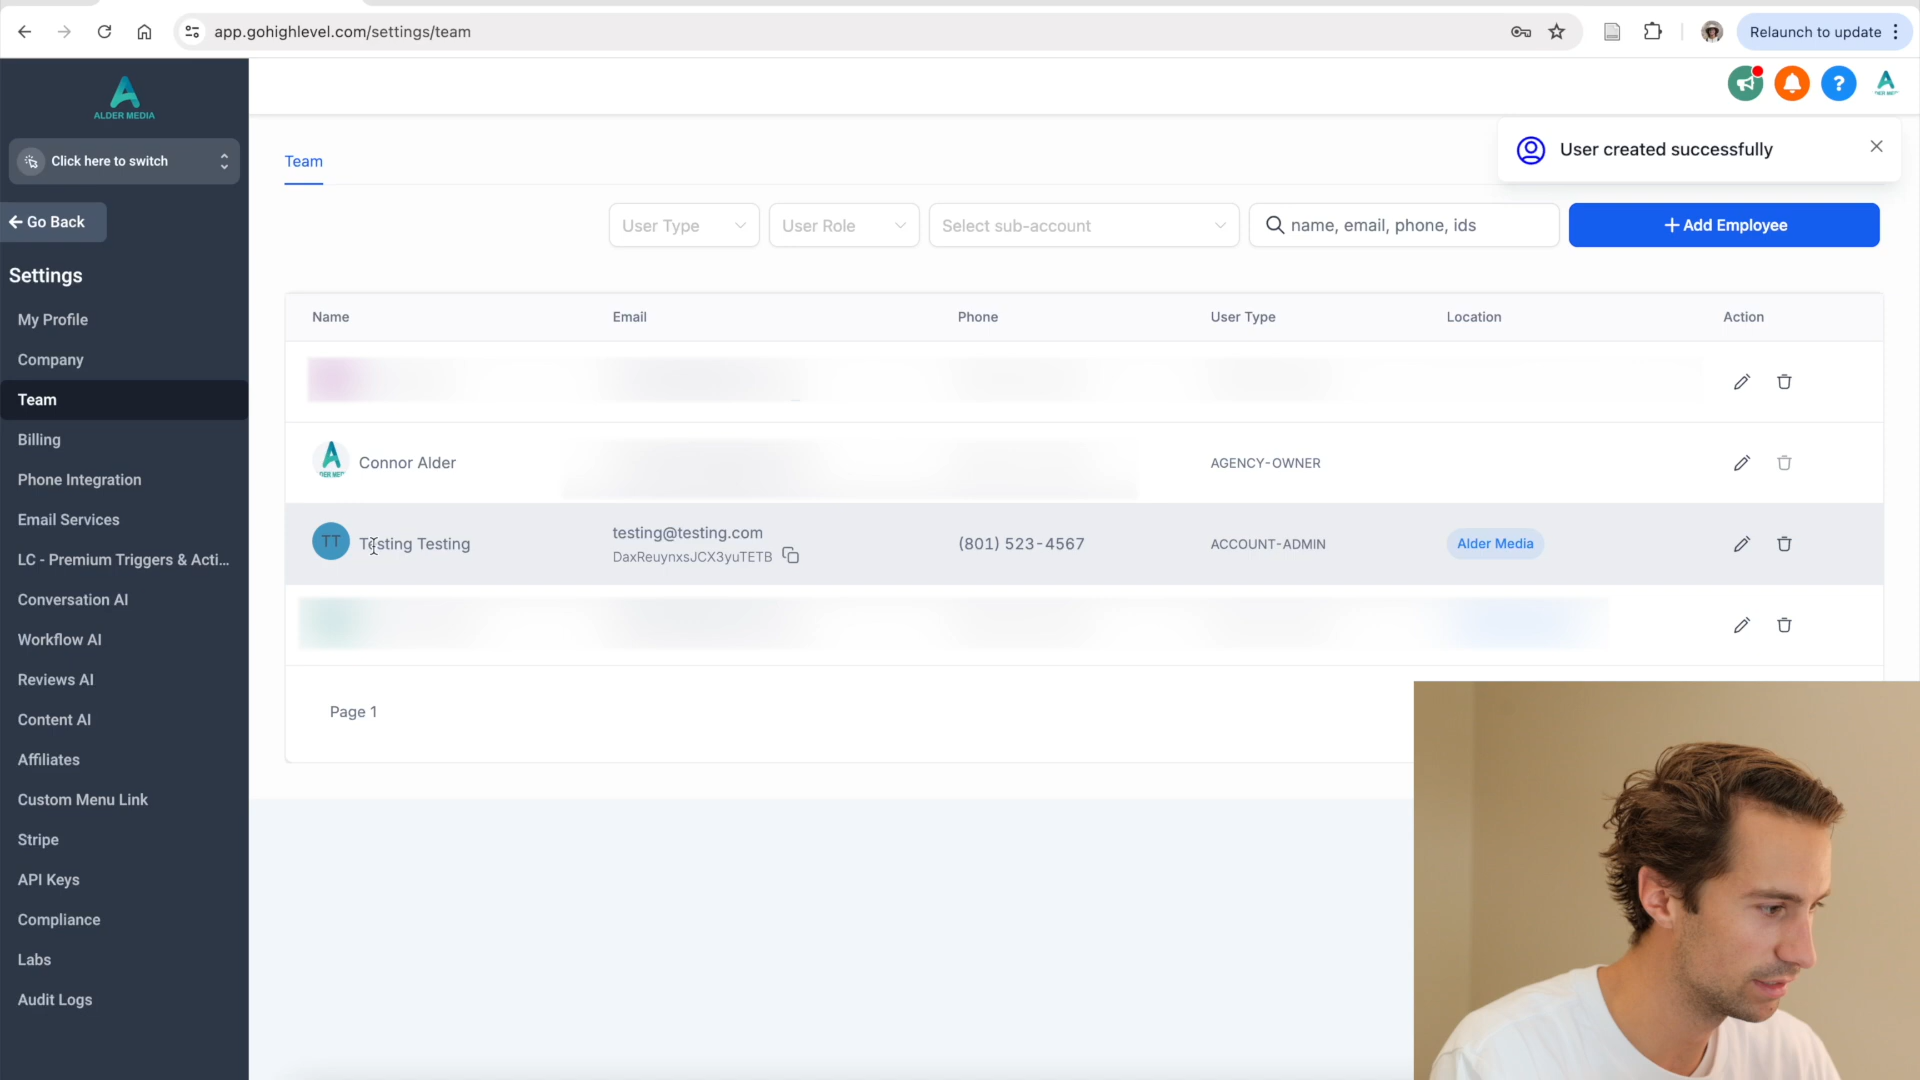 app.gohighlevel.com/settings/team
Relaunch to update
ALDER MEDIA
Click here to switch
Go Back
Settings
My Profile
Company
Team
Billing
Phone Integration
Email Services
LC - Premium Triggers & Acti...
Conversation AI
Workflow AI
Reviews AI
Content AI
Affiliates
Custom Menu Link
Stripe
API Keys
Compliance
Labs
Audit Logs
Team
User created successfully
User Type
User Role
Select sub-account
name, email, phone, ids
+ Add Employee
Name Email Phone User Type Location Action
Connor Alder AGENCY-OWNER
TT Testing Testing testing@testing.com (801) 523-4567 ACCOUNT-ADMIN Alder Media
DaxReuynxsJCX3yuTETB
Page 1